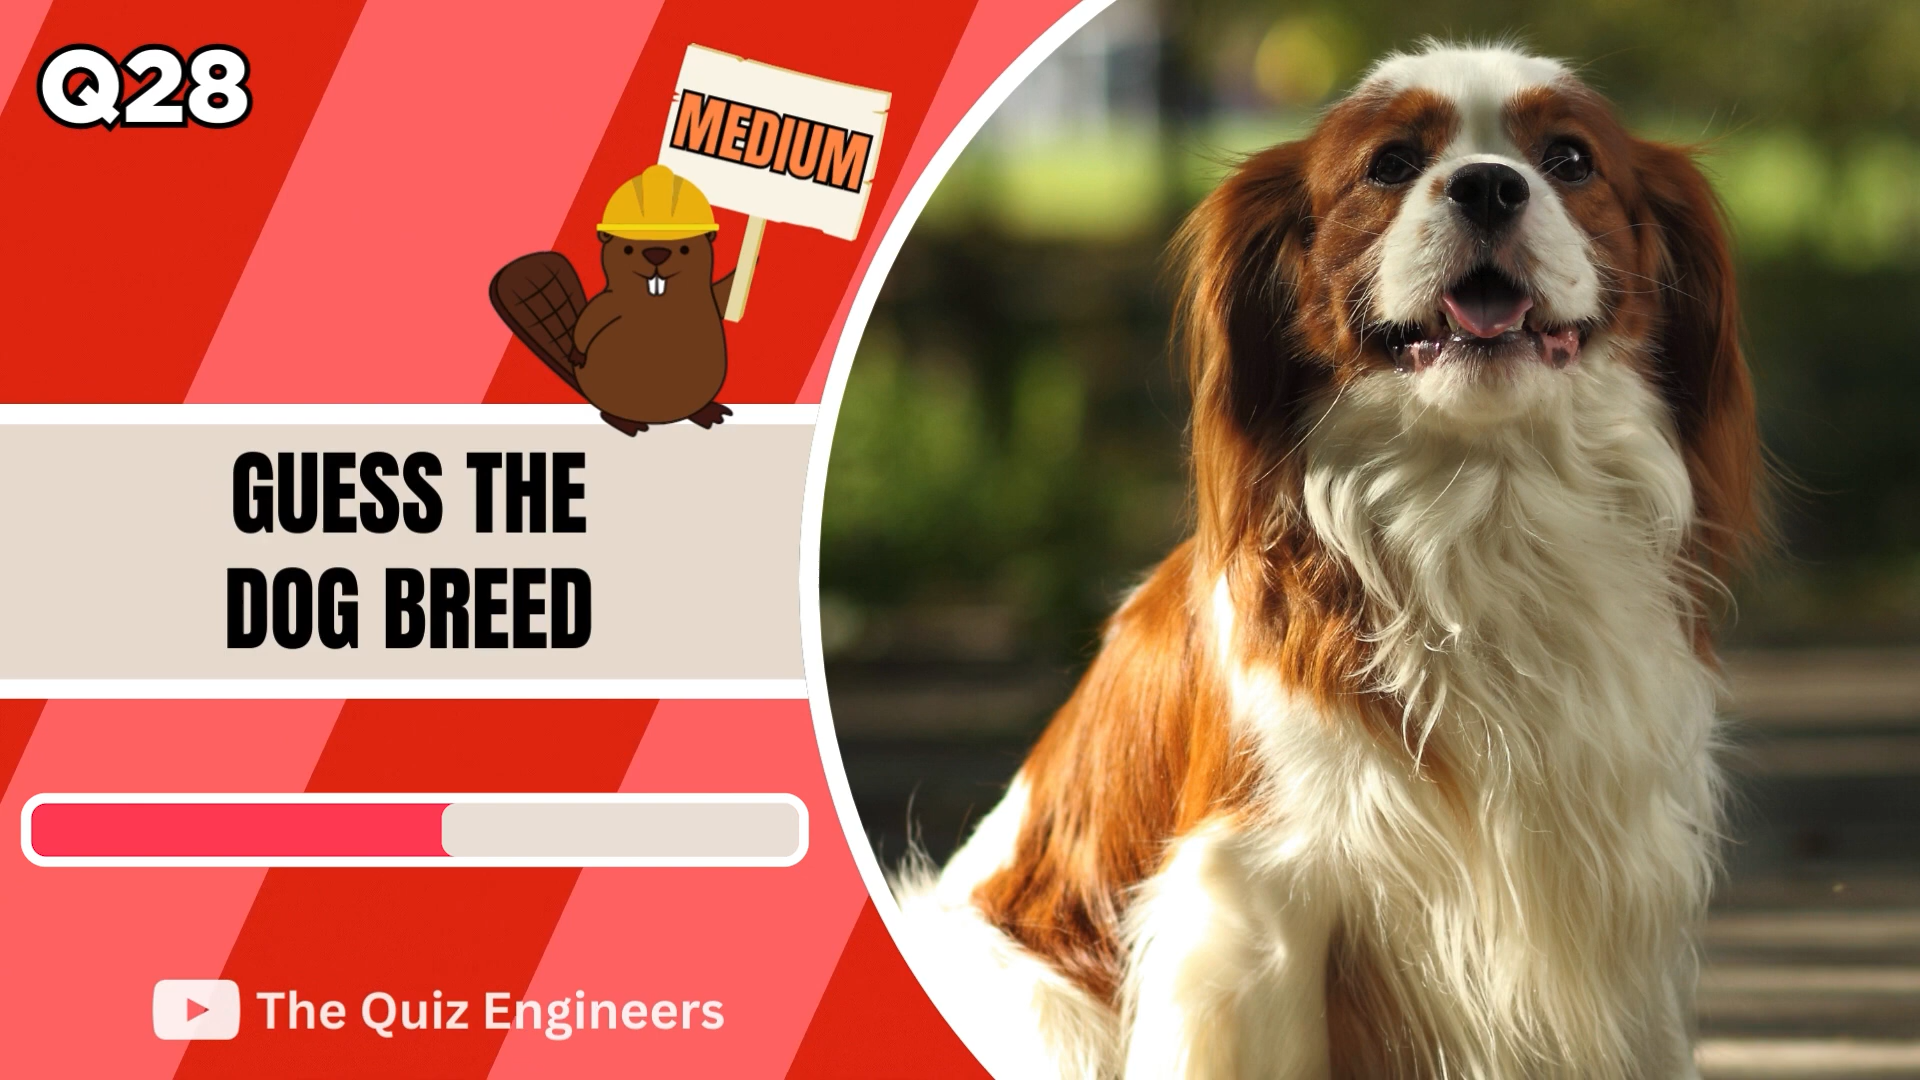 Q28
MEDIUM
GUESS THE
DOG BREED
The Quiz Engineers